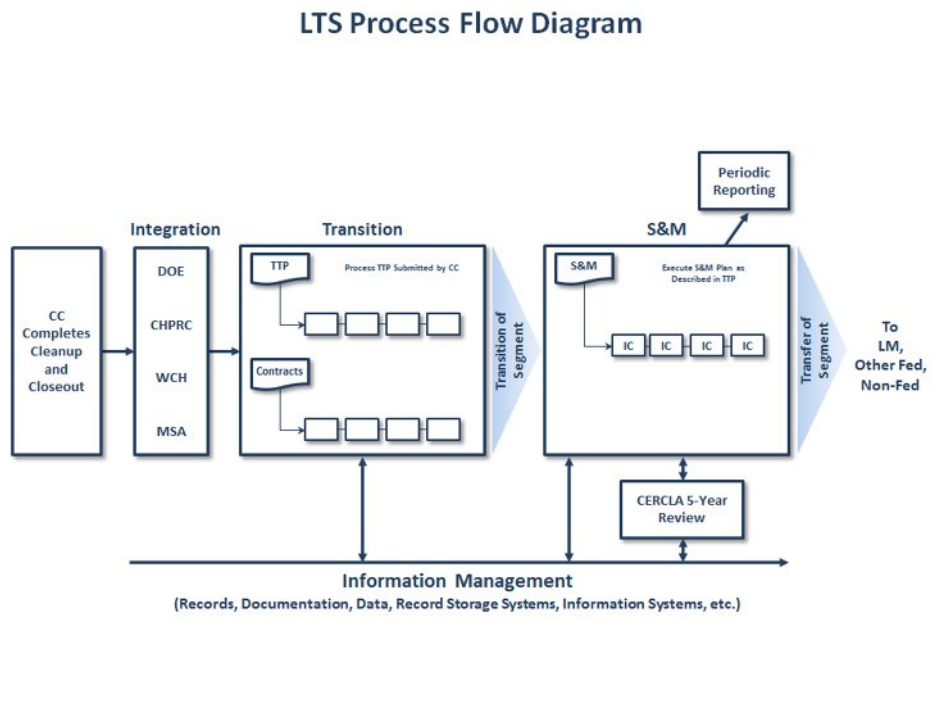 LTS Process Flow Diagram
Periodic
Reporting
Integration
Transition
S&M
CC
Completes
Cleanup
and
Closeout
DOE
CHPRC
WCH
MSA
TTP
Process TTP Submitted by CC
Contracts
Transition of
Segment
S&M
Execute S&M Plan as
Described in TTP
IC IC IC IC
Transfer of
Segment
To
LM,
Other Fed,
Non-Fed
CERCLA 5-Year
Review
Information Management
(Records, Documentation, Data, Record Storage Systems, Information Systems, etc.)